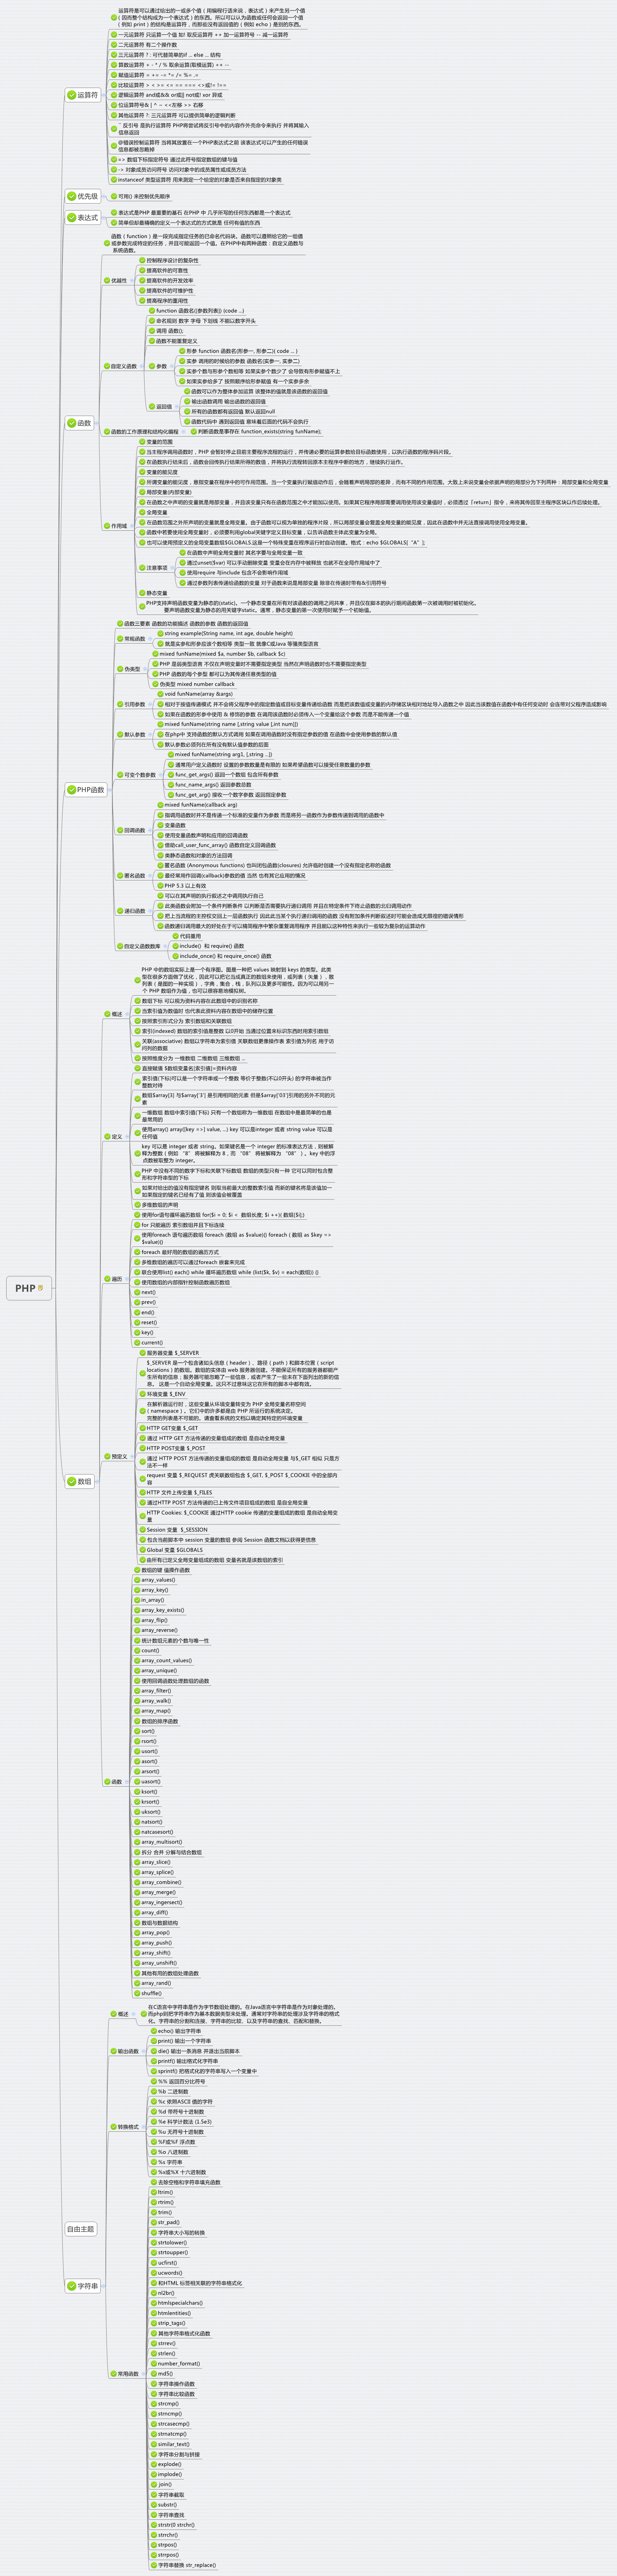 运算符是可以通过给出的一或多个值（用编程行话来说，表达式）来产生另一个值
（因而整个结构成为一个表达式）的东西。所以可以认为函数或任何会返回一个值
（例如 print）的结构是运算符，而那些没有返回值的（例如 echo）是别的东西。
一元运算符 只运算一个值 如! 取反运算符 ++ 加一运算符号 -- 减一运算符
二元运算符 有二个操作数
三元运算符 ? : 可代替简单的if .. else .. 结构
算数运算符 + - * / % 取余运算(取模运算) ++ --
赋值运算符 = += -= *= /= %= .=
比较运算符 > < >= <= == === <>或!= !==
运算符
逻辑运算符 and或&& or或|| not或! xor 异或
位运算符号& | ^ ~ <<左移 >> 右移
其他运算符 ?: 三元运算符 可以提供简单的逻辑判断
` 反引号 是执行运算符 PHP将尝试将反引号中的内容作外壳命令来执行 并将其输入
信息返回
@错误控制运算符 当将其放置在一个PHP表达式之前 该表达式可以产生的任何错误
信息都被忽略掉
=> 数组下标指定符号 通过此符号指定数组的键与值
-> 对象成员访问符号 访问对象中的成员属性或成员方法
instanceof 类型运算符 用来测定一个给定的对象是否来自指定的对象类
优先级
可用() 来控制优先顺序
表达式
表达式是PHP 最重要的基石 在PHP 中 几乎所写的任何东西都是一个表达式
简单但却最精确的定义一个表达式的方式就是 任何有值的东西
函数（function）是一段完成指定任务的已命名代码块。函数可以遵照给它的一组值
或参数完成特定的任务，并且可能返回一个值。在PHP中有两种函数：自定义函数与
系统函数。
优越性
控制程序设计的复杂性
提高软件的可靠性
提高软件的开发效率
提高软件的可维护性
提高程序的重用性
自定义函数
function 函数名([参数列表]) {code ...}
命名规则 数字 字母 下划线 不能以数字开头
调用 函数();
函数不能重复定义
参数
形参 function 函数名(形参一, 形参二){ code ... }
实参 调用的时候给的参数 函数名(实参一, 实参二)
实参个数与形参个数相等 如果实参个数少了 会导致有形参赋值不上
如果实参给多了 按照顺序给形参赋值 有一个实参多余
返回值
函数可以作为整体参加运算 该整体的值就是该函数的返回值
输出函数调用 输出函数的返回值
所有的函数都有返回值 默认返回null
函数代码中 遇到返回值 意味着后面的代码不会执行
函数
函数的工作原理和结构化编程
判断函数是事存在 function_exists(string funName);
作用域
变量的范围
当主程序调用函数时，PHP 会暂时停止目前主要程序流程的运行，并传递必要的运算参数给目标函数使用，以执行函数的程序码片段。
在函数执行结束后，函数会回传执行结束所得的数值，并将执行流程转回原本主程序中断的地方，继续执行运作。
变量的能见度
所谓变量的能见度，意指变量在程序中的可作用范围。当一个变量执行赋值动作后，会随着声明局部的差异，而有不同的作用范围。大致上来说变量会依据声明的局部分为下列两种：局部变量和全局变量
局部变量(内部变量)
在函数之中声明的变量就是局部变量，并且该变量只有在函数范围之中才能加以使用。如果其它程序局部需要调用使用该变量值时，必须透过「return」指令，来将其传回至主程序区块以作后续处理。
全局变量
在函数范围之外所声明的变量就是全局变量。由于函数可以视为单独的程序片段，所以局部变量会覆盖全局变量的能见度，因此在函数中并无法直接调用使用全局变量。
函数中若要使用全局变量时，必须要利用global关键字定义目标变量，以告诉函数主体此变量为全局。
也可以使用预定义的全局变量数组$GLOBALS,这是一个特殊变量在程序运行时自动创建。格式：echo $GLOBALS[“A”];
注意事项
在函数中声明全局变量时 其名字要与全局变量一致
通过unset($var) 可以手动删除变量 变量会在内存中被释放 也就不在全局作用域中了
使用require 与include 包含不会影响作用域
通过参数列表传递给函数的变量 对于函数来说是局部变量 除非在传递时带有&引用符号
静态变量
PHP支持声明函数变量为静态的(static)。一个静态变量在所有对该函数的调用之间共享，并且仅在脚本的执行期间函数第一次被调用时被初始化。
要声明函数变量为静态的用关键字static。通常，静态变量的第一次使用时赋予一个初始值。
函数三要素 函数的功能描述 函数的参数 函数的返回值
常规函数
string example(String name, int age, double height)
就是实参和形参应该个数相等 类型一致 就像C或Java 等强类型语言
伪类型
mixed funName(mixed $a, number $b, callback $c)
PHP 是弱类型语言 不仅在声明变量时不需要指定类型 当然在声明函数时也不需要指定类型
PHP 函数的每个参数 都可以为其传递任意类型的值
伪类型 mixed number callback
引用参数
void funName(array &args)
相对于按值传递模式 并不会将父程序中的指定数值或目标变量传递给函数 而是把该数值或变量的内存储区块相对地址导入函数之中 因此当该数值在函数中有任何变动时 会连带对父程序造成影响
如果在函数的形参中使用 & 修饰的参数 在调用该函数时必须传入一个变量给这个参数 而是不能传递一个值
默认参数
mixed funName(string name [,string value [,int num]])
在php中 支持函数的默认方式调用 如果在调用函数时没有指定参数的值 在函数中会使用参数的默认值
默认参数必须列在所有没有默认值参数的后面
PHP函数
可变个数参数
mixed funName(string arg1, [,string ...])
通常用户定义函数时 设置的参数数量是有限的 如果希望函数可以接受任意数量的参数
func_get_args() 返回一个数组 包含所有参数
func_name_args() 返回参数总数
func_get_arg() 接收一个数字参数 返回指定参数
回调函数
mixed funName(callback arg)
指调用函数时并不是传递一个标准的变量作为参数 而是将另一函数作为参数传递到调用的函数中
变量函数
使用变量函数声明和应用的回调函数
借助call_user_func_array() 函数自定义回调函数
类静态函数和对象的方法回调
匿名函数
匿名函数 (Anonymous functions) 也叫闭包函数(closures) 允许临时创建一个没有指定名称的函数
最经常用作回调(callback)参数的值 当然 也有其它应用的情况
PHP 5.3 以上有效
递归函数
可以在其声明的执行叙述之中调用执行自己
此类函数会附加一个条件判断条件 以判断是否需要执行递归调用 并且在特定条件下终止函数的兆归调用动作
把上当流程的主控权交回上一层函数执行 因此此当某个执行递归调用的函数 没有附加条件判断叙述时可能会造成无限扭的错误情形
函数递归调用最大的好处在于可以精简程序中繁杂重复调用程序 并且能以这种特性来执行一些较为复杂的运算动作
自定义函数数库
代码重用
include() 和 require() 函数
include_once() 和 require_once() 函数
概述
PHP 中的数组实际上是一个有序图。图是一种把 values 映射到 keys 的类型。此类
型在很多方面做了优化，因此可以把它当成真正的数组来使用，或列表（矢量），散
列表（是图的一种实现），字典，集合，栈，队列以及更多可能性。因为可以用另一
个 PHP 数组作为值，也可以很容易地模拟树。
数组下标 可以视为资料内容在此数组中的识别名称
当索引值为数值时 也代表此资料内容在数组中的储存位置
按照索引形式分为 索引数组和关联数组
索引(indexed) 数组的索引值是整数 以0开始 当通过位置来标识东西时用索引数组
关联(associative) 数组以字符串为索引值 关联数组更像操作表 索引值为列名 用于访
问列的数据
按照维度分为 一维数组 二维数组 三维数组 ...
定义
直接赋值 $数组变量名[索引值]=资料内容
索引值(下标)可以是一个字符串或一个整数 等价于整数(不以0开头) 的字符串被当作
整数对待
数组$array[3] 与$array['3'] 是引用相同的元素 但是$array['03']引用的另外不同的元
素
一维数组 数组中索引值(下标) 只有一个数组称为一维数组 在数组中是最简单的也是
最常用的
使用array() array([key =>] value, ...) key 可以是integer 或者 string value 可以是
任何值
key 可以是 integer 或者 string。如果键名是一个 integer 的标准表达方法，则被解
释为整数（例如 “8” 将被解释为 8，而 “08” 将被解释为 “08”）。key 中的浮
点数被取整为 integer。
PHP 中没有不同的数字下标和关联下标数组 数组的类型只有一种 它可以同时包含整
形和字符串型的下标
如果对给出的值没有指定键名 则取当前最大的整数索引值 而新的键名将是该值加一
如果指定的键名已经有了值 则该值会被覆盖
多维数组的声明
遍历
使用for语句循环遍历数组 for($i = 0; $i < 数组长度; $i ++){ 数组[$i];}
for 只能遍历 索引数组并且下标连续
使用foreach 语句遍历数组 foreach (数组 as $value){} foreach ( 数组 as $key =>
$value){}
foreach 最好用的数组的遍历方式
多维数组的遍历可以通过foreach 嵌套来完成
联合使用list() each() while 循环遍历数组 while (list($k, $v) = each(数组)) {}
使用数组的内部指针控制函数遍历数组
next()
prev()
end()
reset()
key()
current()
PHP
数组
预定义
服务器变量 $_SERVER
$_SERVER 是一个包含诸如头信息（header）、路径（path）和脚本位置（script
locations）的数组。数组的实体由 web 服务器创建。不能保证所有的服务器都能产
生所有的信息；服务器可能忽略了一些信息，或者产生了一些未在下面列出的新的信
息。这是一个自动全局变量。这只不过意味这它在所有的脚本中都有效。
环境变量 $_ENV
在解析器运行时，这些变量从环境变量转变为 PHP 全局变量名称空间
（namespace）。它们中的许多都是由 PHP 所运行的系统决定。
完整的列表是不可能的。请查看系统的文档以确定其特定的环境变量
HTTP GET变量 $_GET
通过 HTTP GET 方法传递的变量组成的数组 是自动全局变量
HTTP POST变量 $_POST
通过 HTTP POST 方法传递的变量组成的数组 是自动全局变量 与$_GET 相似 只是方
法不一样
request 变量 $_REQUEST 虎关联数组包含 $_GET, $_POST $_COOKIE 中的全部内
容
HTTP 文件上传变量 $_FILES
通过HTTP POST 方法传递的已上传文件项目组成的数组 是自全局变量
HTTP Cookies: $_COOKIE 通过HTTP cookie 传递的变量组成的数组 是自动全局变
量
Session 变量 $_SESSION
包含当前脚本中 session 变量的数组 参阅 Session 函数文档以获得更信息
Global 变量 $GLOBALS
由所有已定义全局变量组成的数组 变量名就是该数组的索引
函数
数组的键 值操作函数
array_values()
array_key()
in_array()
array_key_exists()
array_flip()
array_reverse()
统计数组元素的个数与唯一性
count()
array_count_values()
array_unique()
使用回调函数处理数组的函数
array_filter()
array_walk()
array_map()
数组的排序函数
sort()
rsort()
usort()
asort()
arsort()
uasort()
ksort()
krsort()
uksort()
natsort()
natcasesort()
array_multisort()
拆分 合并 分解与结合数组
array_slice()
array_splice()
array_combine()
array_merge()
array_ingersect()
array_diff()
数组与数据结构
array_pop()
array_push()
array_shift()
array_unshift()
其他有用的数组处理函数
array_rand()
shuffle()
概述
在C语言中字符串是作为字节数组处理的。在Java语言中字符串是作为对象处理的。
而php则把字符串作为基本数据类型来处理。通常对字符串的处理涉及字符串的格式
化、字符串的分割和连接、字符串的比较、以及字符串的查找、匹配和替换。
输出函数
echo() 输出字符串
print() 输出一个字符串
die() 输出一条消息 并退出当前脚本
printf() 输出格式化字符串
sprintf() 把格式化的字符串写入一个变量中
转换格式
%% 返回百分比符号
%b 二进制数
%c 依照ASCII 值的字符
%d 带符号十进制数
%e 科学计数法 (1.5e3)
%u 无符号十进制数
%f或%F 浮点数
%o 八进制数
%s 字符串
%x或%X 十六进制数
自由主题
字符串
常用函数
去除空格和字符串填充函数
ltrim()
rtrim()
trim()
str_pad()
字符串大小写的转换
strtolower()
strtoupper()
ucfirst()
ucwords()
和HTML 标签相关联的字符串格式化
nl2br()
htmlspecialchars()
htmlentities()
strip_tags()
其他字符串格式化函数
strrev()
strlen()
number_format()
md5()
字符串操作函数
字符串比较函数
strcmp()
strncmp()
strcasecmp()
strnatcmp()
similar_text()
字符串分割与拼接
explode()
implode()
join()
字符串截取
substr()
字符串查找
strstr(0 strchr()
strrchr()
strpos()
strrpos()
字符串替换 str_replace()